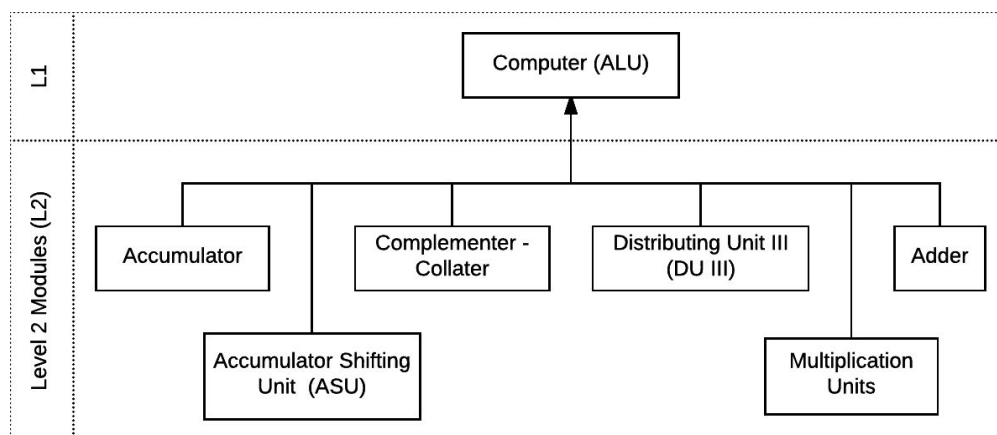 L1
Computer (ALU)
Level 2 Modules (L2)
Accumulator
Complementer -
Collater
Distributing Unit III
(DU III)
Adder
Accumulator Shifting
Unit (ASU)
Multiplication
Units